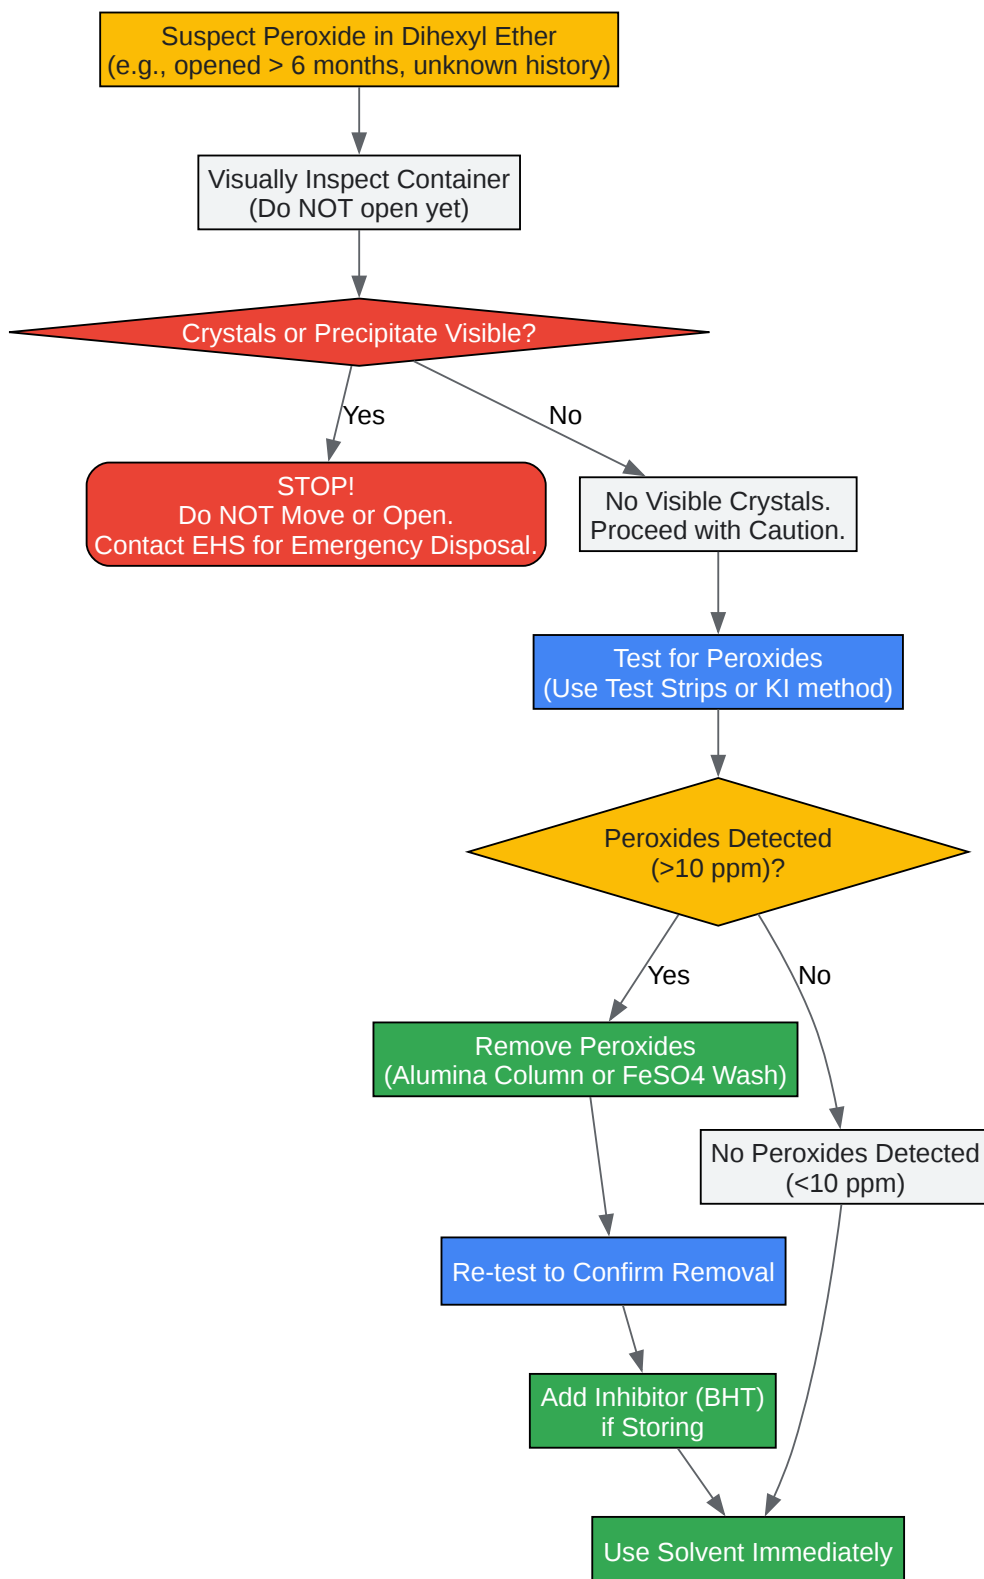 Suspect Peroxide in Dihexyl Ether
(e.g., opened > 6 months, unknown history)
Visually Inspect Container
(Do NOT open yet)
Crystals or Precipitate Visible?
Yes
No
STOP!
Do NOT Move or Open.
Contact EHS for Emergency Disposal.
No Visible Crystals.
Proceed with Caution.
Test for Peroxides
(Use Test Strips or KI method)
Peroxides Detected
(>10 ppm)?
Yes
No
Remove Peroxides
(Alumina Column or FeSO4 Wash)
No Peroxides Detected
(<10 ppm)
Re-test to Confirm Removal
Add Inhibitor (BHT)
if Storing
Use Solvent Immediately